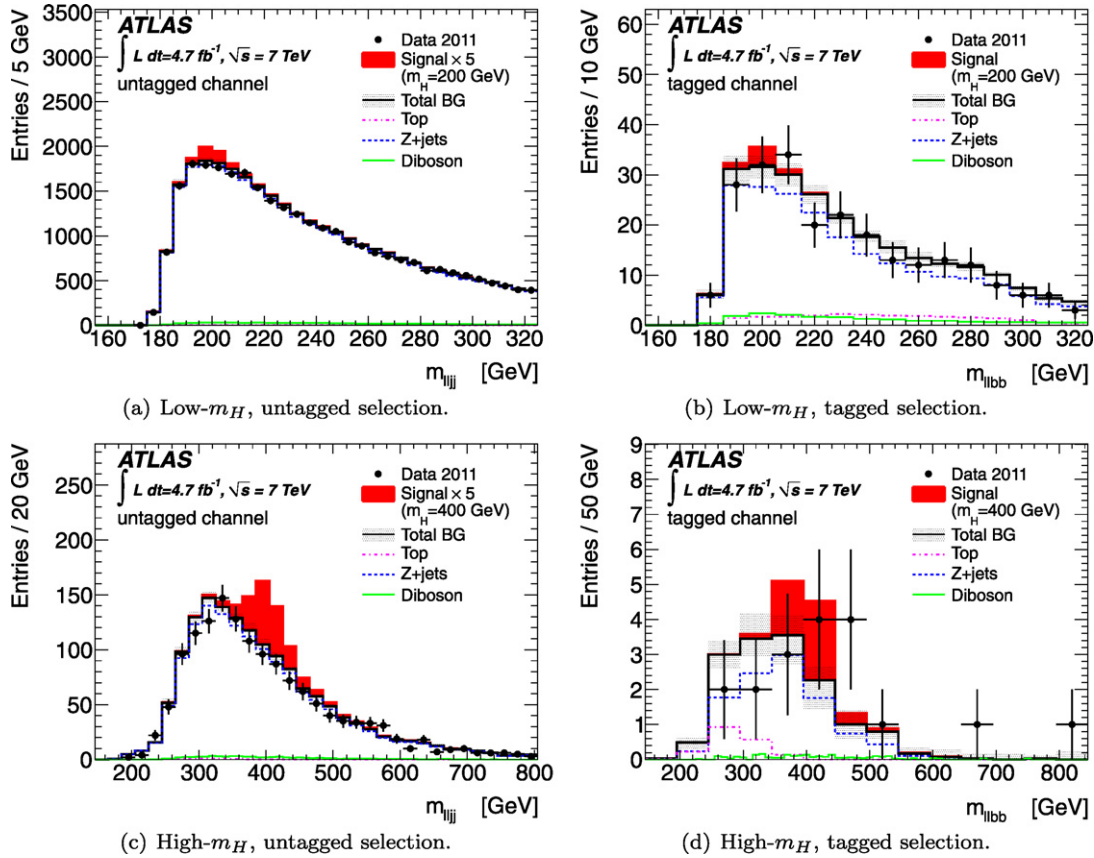 ATLAS
∫ L dt=4.7 fb⁻¹, √s = 7 TeV
untagged channel
Data 2011
Signal × 5
(m_H=200 GeV)
Total BG
Top
Z+jets
Diboson
Entries / 5 GeV
3500
3000
2500
2000
1500
1000
500
0
160 180 200 220 240 260 280 300 320
m_lljj [GeV]
(a) Low-m_H, untagged selection.
ATLAS
∫ L dt=4.7 fb⁻¹, √s = 7 TeV
tagged channel
Data 2011
Signal
(m_H=200 GeV)
Total BG
Top
Z+jets
Diboson
Entries / 10 GeV
60
50
40
30
20
10
0
160 180 200 220 240 260 280 300 320
m_llbb [GeV]
(b) Low-m_H, tagged selection.
ATLAS
∫ L dt=4.7 fb⁻¹, √s = 7 TeV
untagged channel
Data 2011
Signal × 5
(m_H=400 GeV)
Total BG
Top
Z+jets
Diboson
Entries / 20 GeV
250
200
150
100
50
0
200 300 400 500 600 700 800
m_lljj [GeV]
(c) High-m_H, untagged selection.
ATLAS
∫ L dt=4.7 fb⁻¹, √s = 7 TeV
tagged channel
Data 2011
Signal
(m_H=400 GeV)
Total BG
Top
Z+jets
Diboson
Entries / 50 GeV
9
8
7
6
5
4
3
2
1
0
200 300 400 500 600 700 800
m_llbb [GeV]
(d) High-m_H, tagged selection.